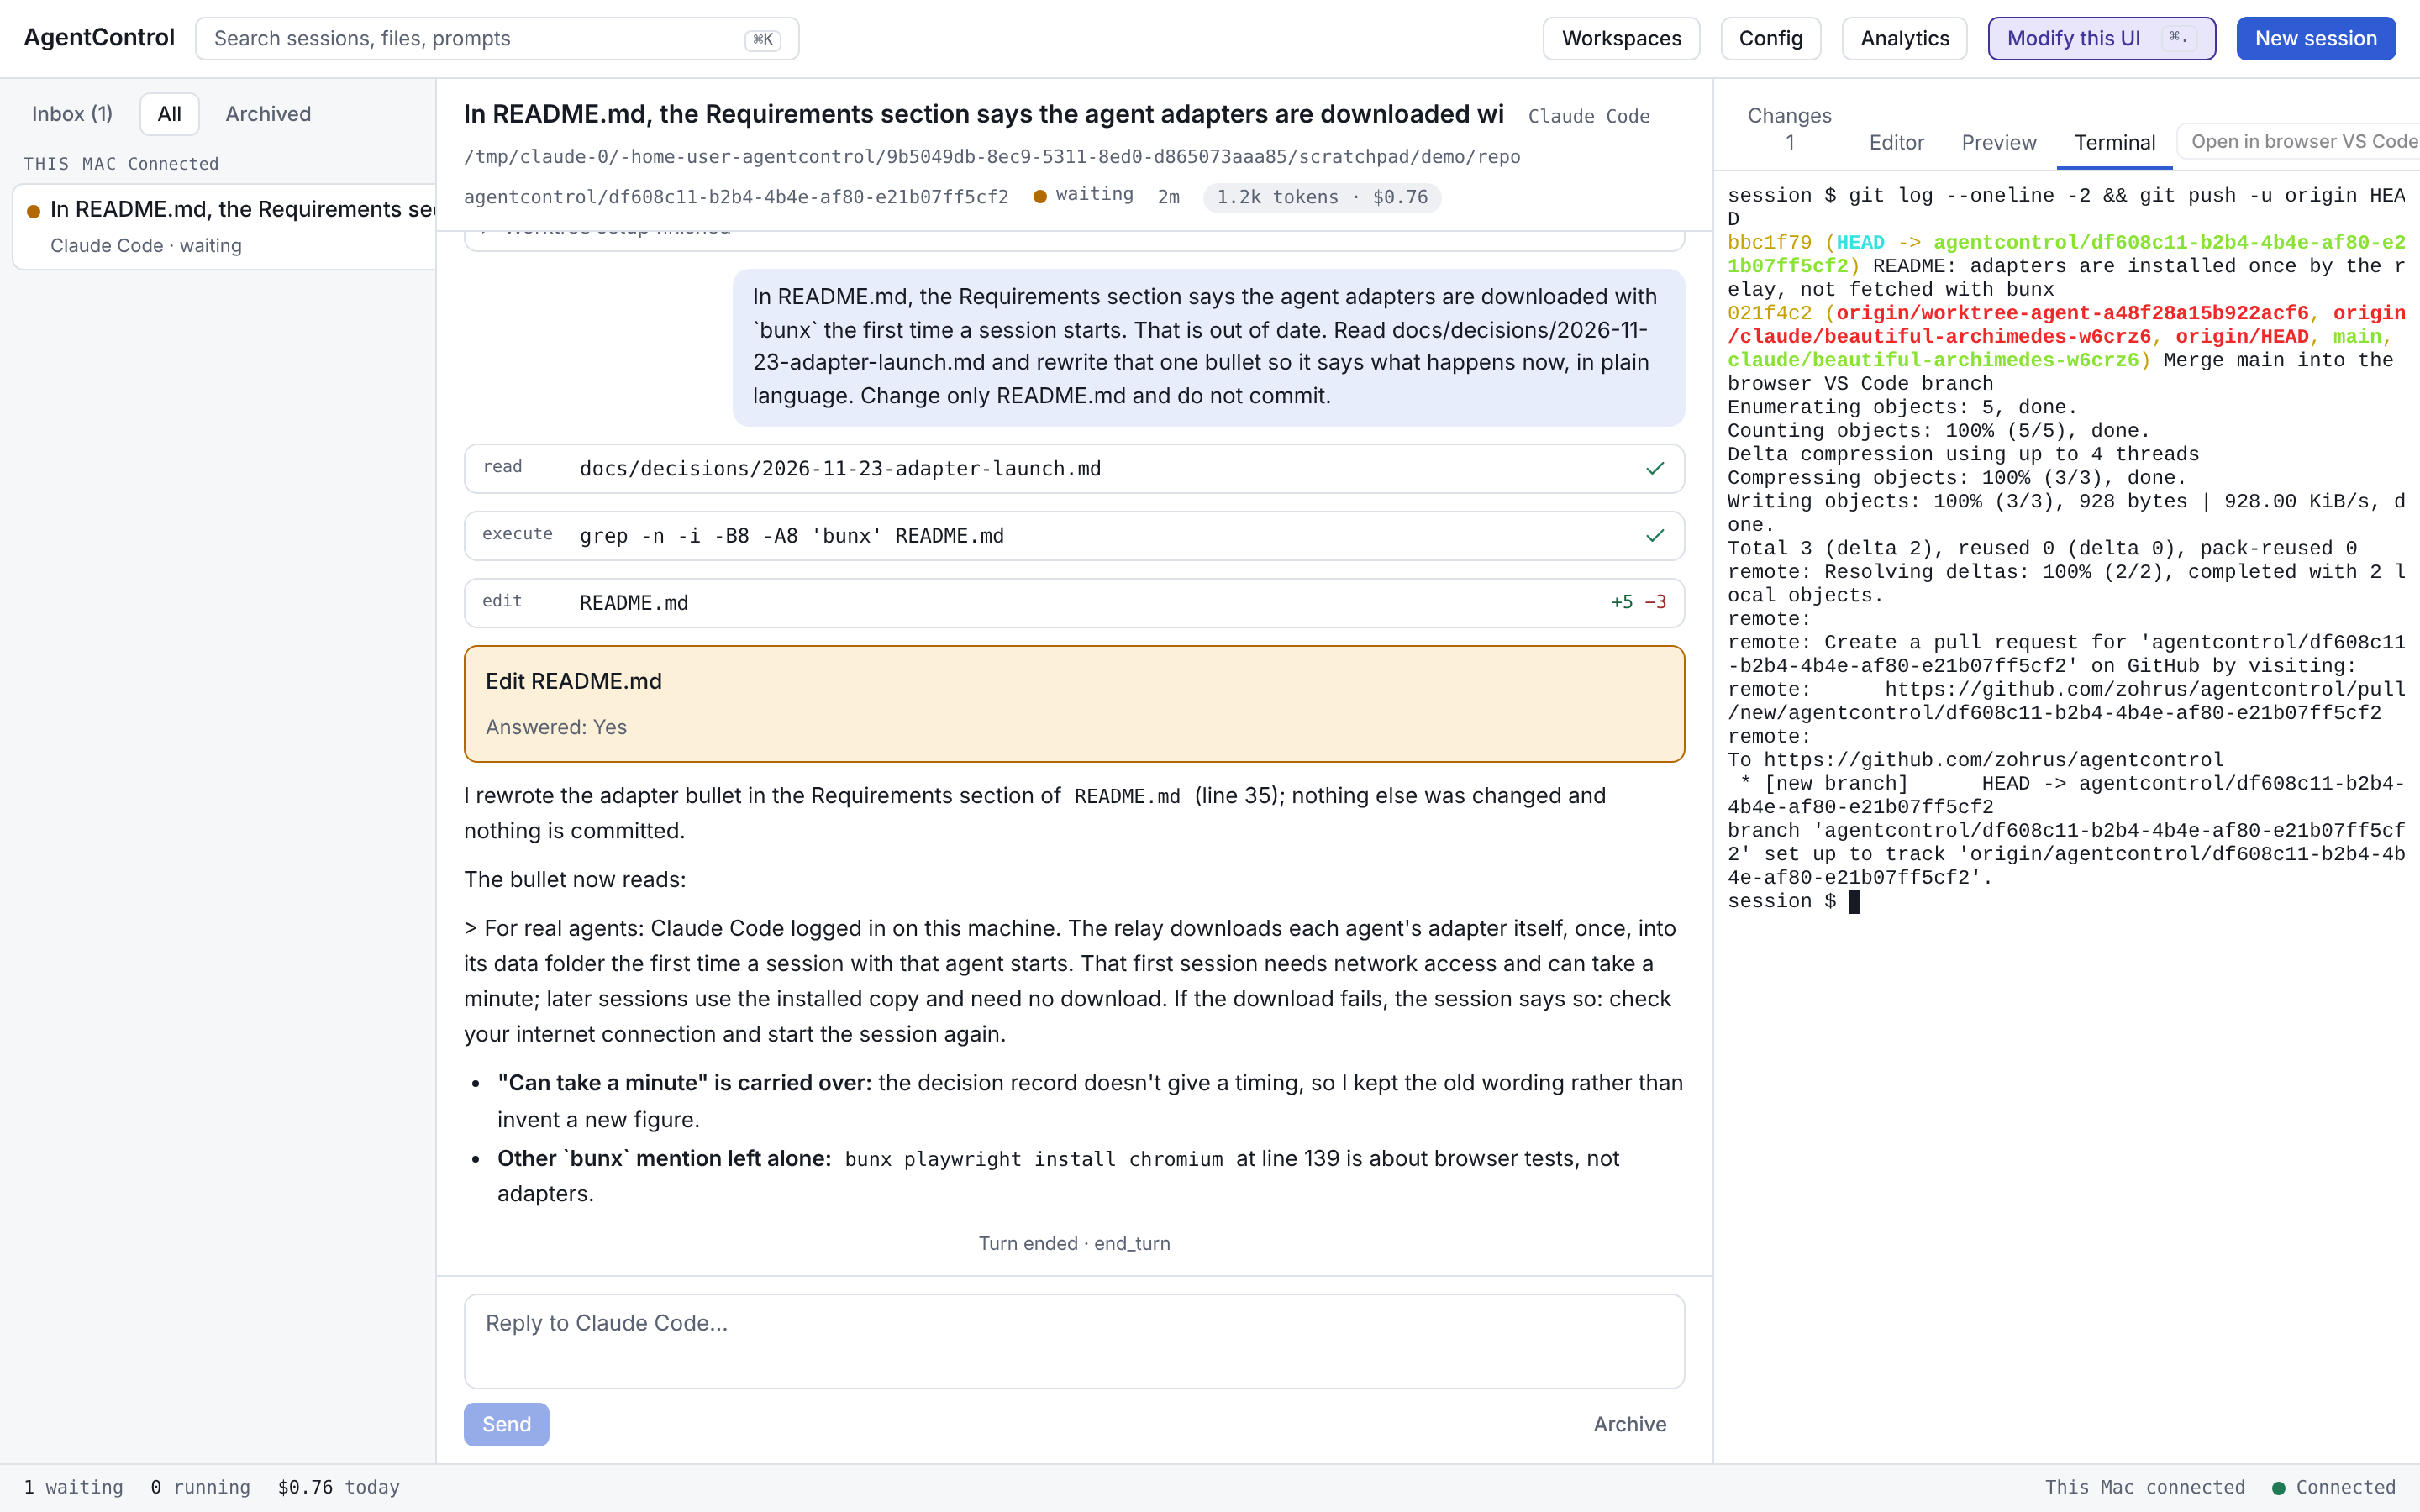 AgentControl
Search sessions, files, prompts
⌘K
Workspaces
Config
Analytics
Modify this UI
⌘.
New session
Inbox (1)
All
Archived
THIS MAC Connected
In README.md, the Requirements se
Claude Code · waiting
In README.md, the Requirements section says the agent adapters are downloaded wi
Claude Code
/tmp/claude-0/-home-user-agentcontrol/9b5049db-8ec9-5311-8ed0-d865073aaa85/scratchpad/demo/repo
agentcontrol/df608c11-b2b4-4b4e-af80-e21b07ff5cf2
waiting
2m
1.2k tokens · $0.76
In README.md, the Requirements section says the agent adapters are downloaded with
`bunx` the first time a session starts. That is out of date. Read docs/decisions/2026-11-
23-adapter-launch.md and rewrite that one bullet so it says what happens now, in plain
language. Change only README.md and do not commit.
read docs/decisions/2026-11-23-adapter-launch.md
execute grep -n -i -B8 -A8 'bunx' README.md
edit README.md +5 −3
Edit README.md
Answered: Yes
I rewrote the adapter bullet in the Requirements section of README.md (line 35); nothing else was changed and
nothing is committed.
The bullet now reads:
> For real agents: Claude Code logged in on this machine. The relay downloads each agent's adapter itself, once, into
its data folder the first time a session with that agent starts. That first session needs network access and can take a
minute; later sessions use the installed copy and need no download. If the download fails, the session says so: check
your internet connection and start the session again.
• "Can take a minute" is carried over: the decision record doesn't give a timing, so I kept the old wording rather than
invent a new figure.
• Other `bunx` mention left alone: bunx playwright install chromium at line 139 is about browser tests, not
adapters.
Turn ended · end_turn
Reply to Claude Code...
Send
Archive
Changes
1
Editor
Preview
Terminal
Open in browser VS Code
session $ git log --oneline -2 && git push -u origin HEA
D
bbc1f79 (HEAD -> agentcontrol/df608c11-b2b4-4b4e-af80-e2
1b07ff5cf2) README: adapters are installed once by the r
elay, not fetched with bunx
021f4c2 (origin/worktree-agent-a48f28a15b922acf6, origin
/claude/beautiful-archimedes-w6crz6, origin/HEAD, main,
claude/beautiful-archimedes-w6crz6) Merge main into the
browser VS Code branch
Enumerating objects: 5, done.
Counting objects: 100% (5/5), done.
Delta compression using up to 4 threads
Compressing objects: 100% (3/3), done.
Writing objects: 100% (3/3), 928 bytes | 928.00 KiB/s, d
one.
Total 3 (delta 2), reused 0 (delta 0), pack-reused 0
remote: Resolving deltas: 100% (2/2), completed with 2 l
ocal objects.
remote:
remote: Create a pull request for 'agentcontrol/df608c11
-b2b4-4b4e-af80-e21b07ff5cf2' on GitHub by visiting:
remote:      https://github.com/zohrus/agentcontrol/pull
/new/agentcontrol/df608c11-b2b4-4b4e-af80-e21b07ff5cf2
remote:
To https://github.com/zohrus/agentcontrol
 * [new branch]      HEAD -> agentcontrol/df608c11-b2b4-
4b4e-af80-e21b07ff5cf2
branch 'agentcontrol/df608c11-b2b4-4b4e-af80-e21b07ff5cf
2' set up to track 'origin/agentcontrol/df608c11-b2b4-4b
4e-af80-e21b07ff5cf2'.
session $
1 waiting
0 running
$0.76 today
This Mac connected
Connected